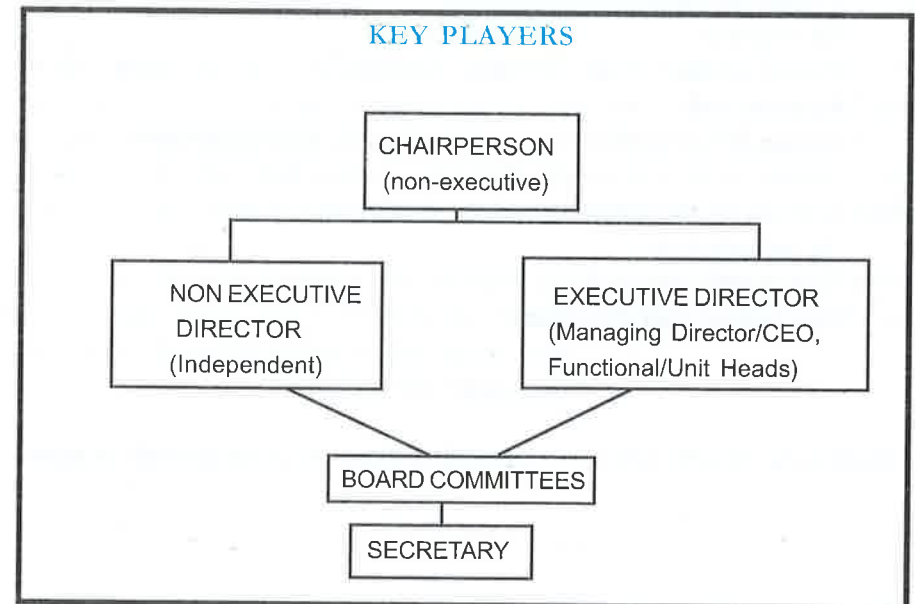 KEY PLAYERS
CHAIRPERSON
(non-executive)
NON EXECUTIVE
DIRECTOR
(Independent)
EXECUTIVE DIRECTOR
(Managing Director/CEO,
Functional/Unit Heads)
BOARD COMMITTEES
SECRETARY